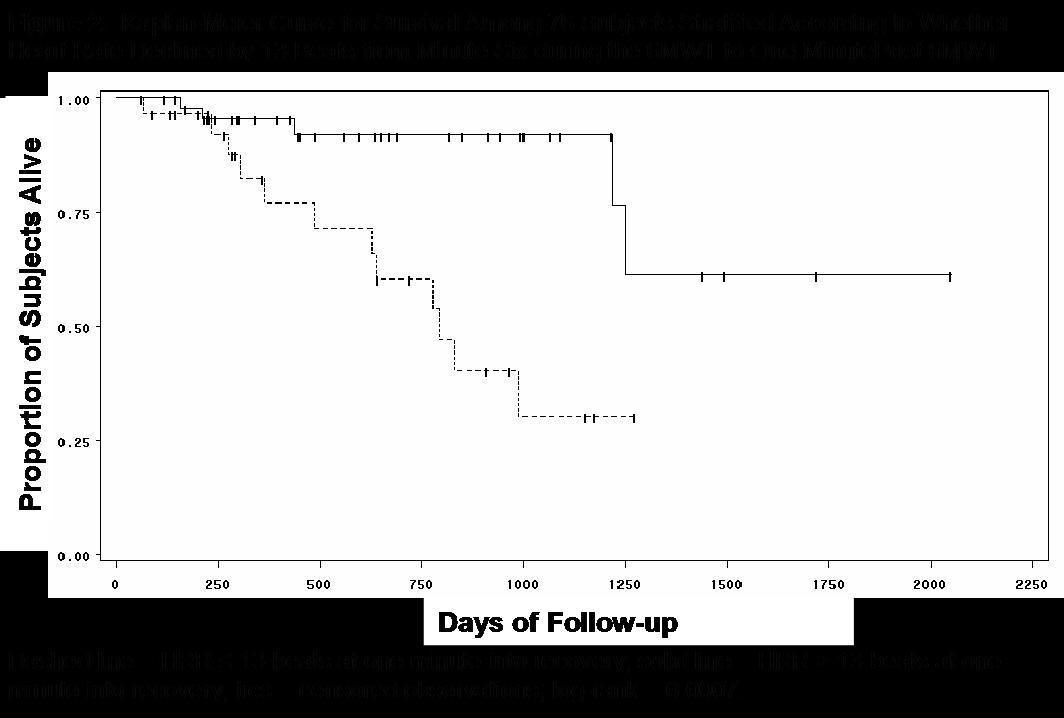 Figure 2. Kaplan-Meier Curve for Survival Among 76 Subjects Stratified According to Whether
Heart Rate Declined by 13 Beats from Minute Six during the 6MWT to One Minute Post 6MWT
1.00
0.75
0.50
0.25
0.00
Proportion of Subjects Alive
0 250 500 750 1000 1250 1500 1750 2000 2250
Days of Follow-up
Dashed line HRR 13 beats at one minute into recovery, solid line HRR 13 beats at one
minute into recovery, censored observations; log-rank